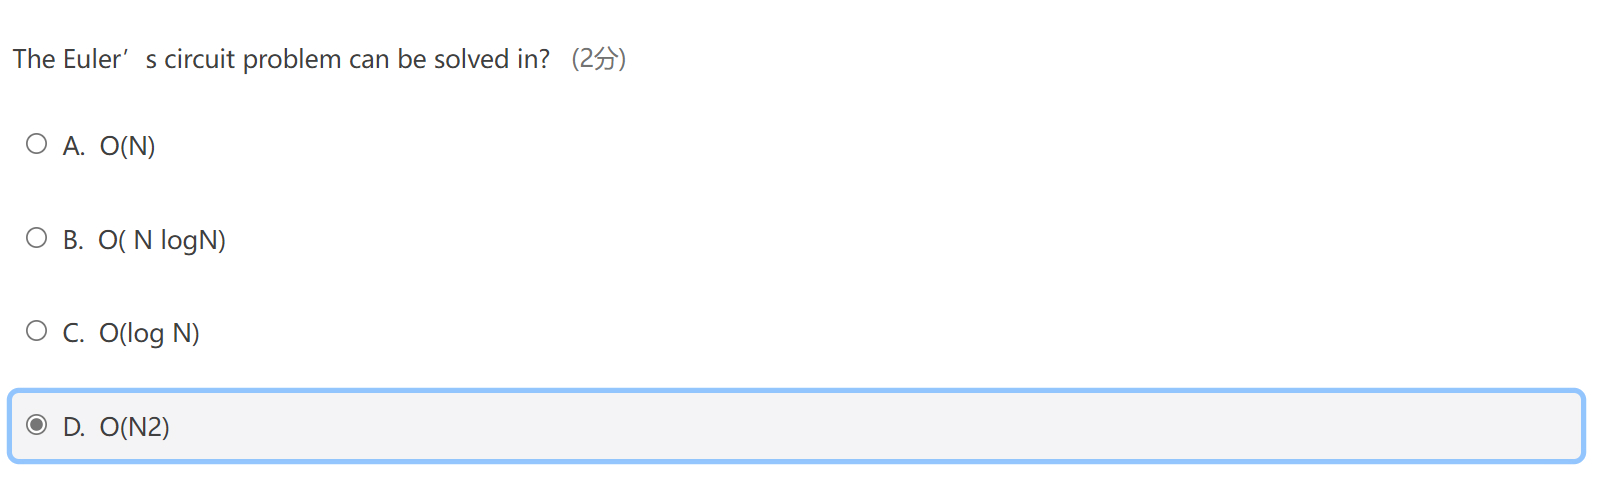 The Euler′ s circuit problem can be solved in? (2分)
A. O(N)
B. O( N logN)
C. O(log N)
D. O(N2)